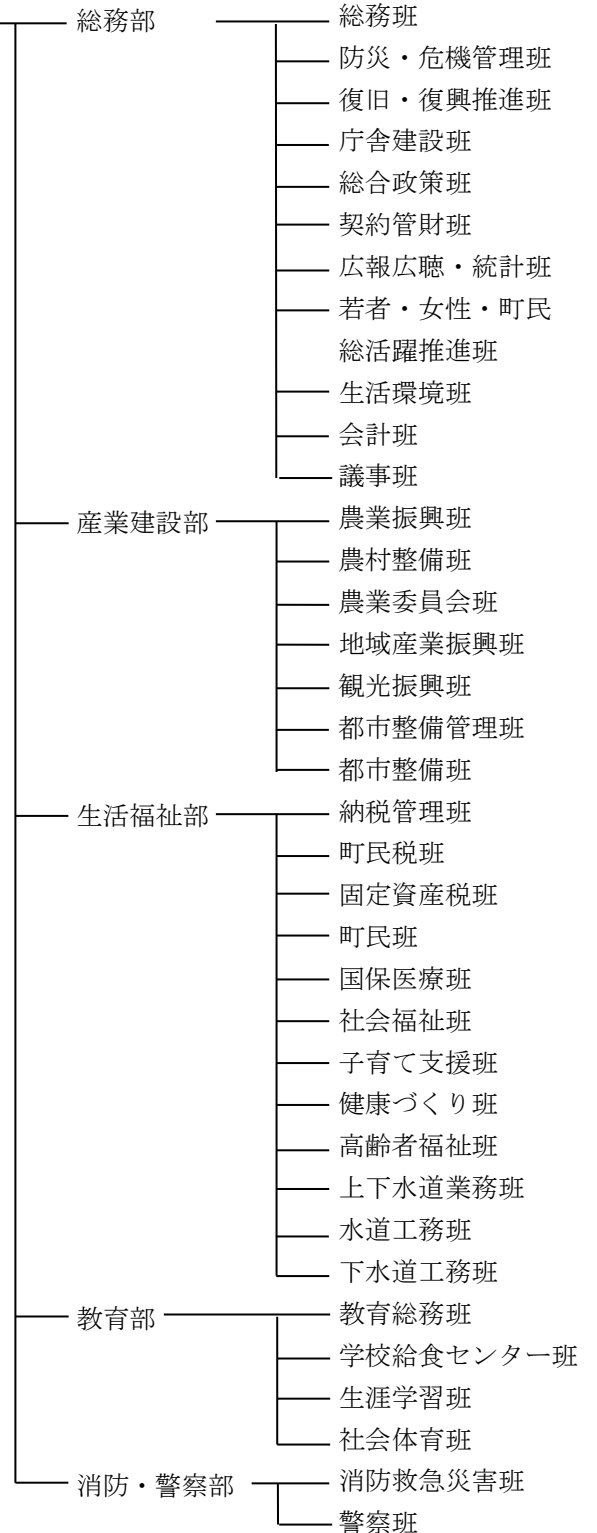 総務部
総務班
防災・危機管理班
復旧・復興推進班
庁舎建設班
総合政策班
契約管財班
広報広聴・統計班
若者・女性・町民
総活躍推進班
生活環境班
会計班
議事班
産業建設部
農業振興班
農村整備班
農業委員会班
地域産業振興班
観光振興班
都市整備管理班
都市整備班
生活福祉部
納税管理班
町民税班
固定資産税班
町民班
国保医療班
社会福祉班
子育て支援班
健康づくり班
高齢者福祉班
上下水道業務班
水道工務班
下水道工務班
教育部
教育総務班
学校給食センター班
生涯学習班
社会体育班
消防・警察部
消防救急災害班
警察班